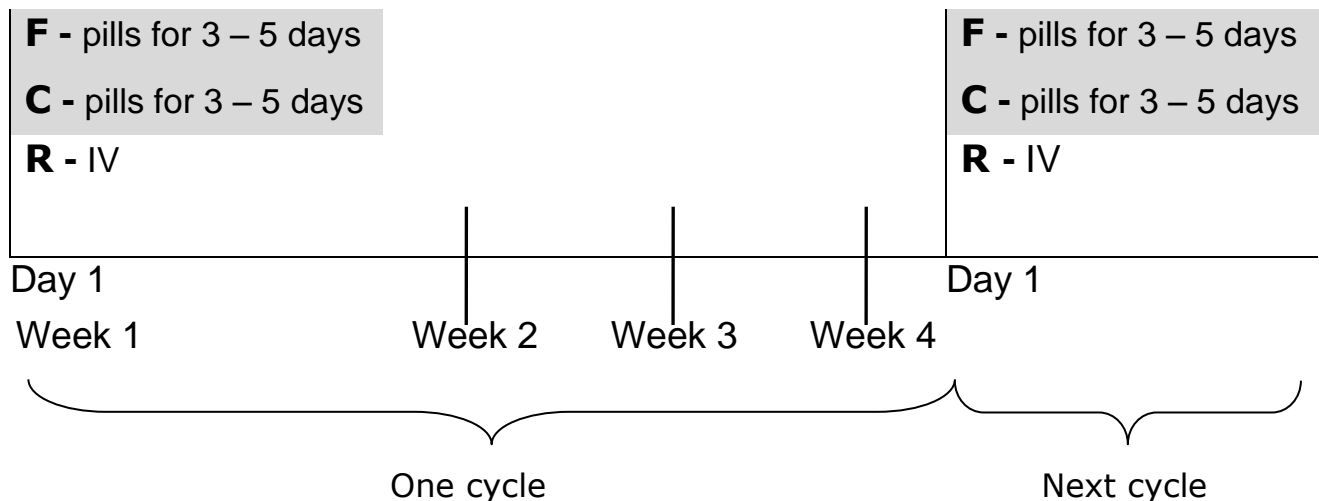 F - pills for 3 – 5 days
C - pills for 3 – 5 days
R - IV
F - pills for 3 – 5 days
C - pills for 3 – 5 days
R - IV
Day 1
Day 1
Week 1
Week 2
Week 3
Week 4
One cycle
Next cycle